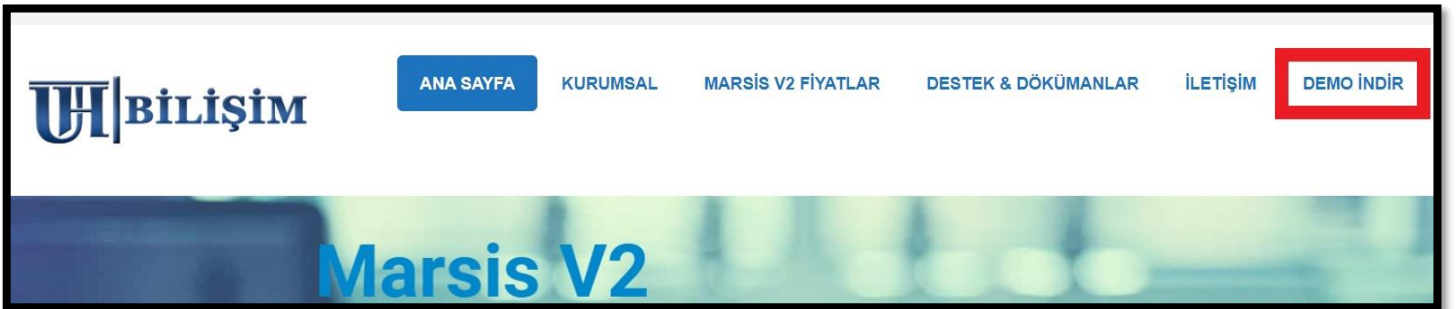 UH BİLİŞİM
ANA SAYFA KURUMSAL MARSİS V2 FİYATLAR DESTEK & DÖKÜMANLAR İLETİŞİM DEMO İNDİR
Marsis V2